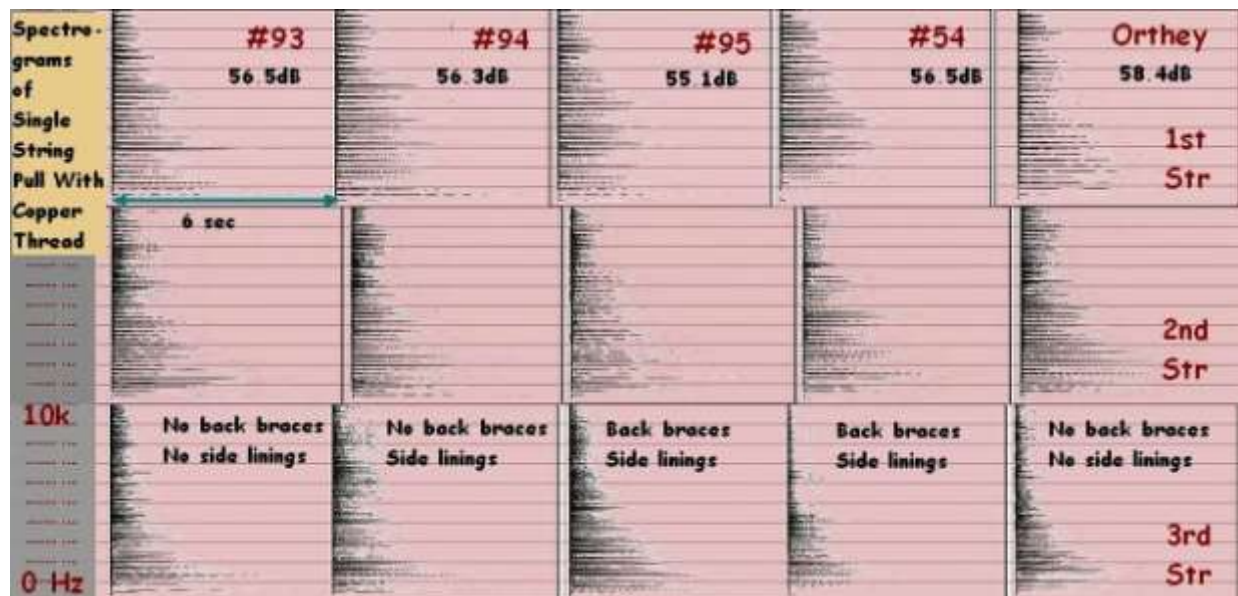 Spectro-
grams
of
Single
String
Pull With
Copper
Thread
#93
56.5dB
#94
56.3dB
#95
55.1dB
#54
56.5dB
Orthey
58.4dB
1st
Str
6 sec
2nd
Str
10k
No back braces
No side linings
No back braces
Side linings
Back braces
Side linings
Back braces
Side linings
No back braces
No side linings
3rd
Str
0 Hz